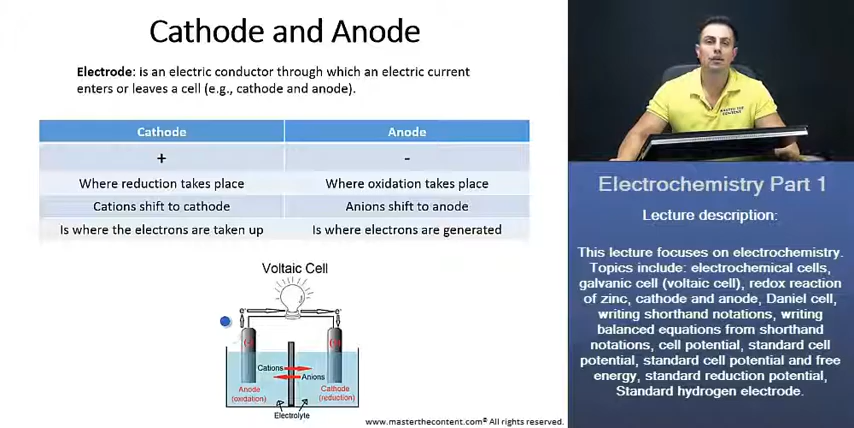 Cathode and Anode
Electrode: is an electric conductor through which an electric current
enters or leaves a cell (e.g., cathode and anode).
Cathode Anode
+ -
Where reduction takes place Where oxidation takes place
Cations shift to cathode Anions shift to anode
Is where the electrons are taken up Is where electrons are generated
Voltaic Cell
e- e-
(-) (+)
Cations
Anions
Anode
(oxidation)
Cathode
(reduction)
Electrolyte
www.masterthecontent.com® All rights reserved.
MASTER THE
CONTENT
Electrochemistry Part 1
Lecture description:
This lecture focuses on electrochemistry.
Topics include: electrochemical cells,
galvanic cell (voltaic cell), redox reaction
of zinc, cathode and anode, Daniel cell,
writing shorthand notations, writing
balanced equations from shorthand
notations, cell potential, standard cell
potential, standard cell potential and free
energy, standard reduction potential,
Standard hydrogen electrode.